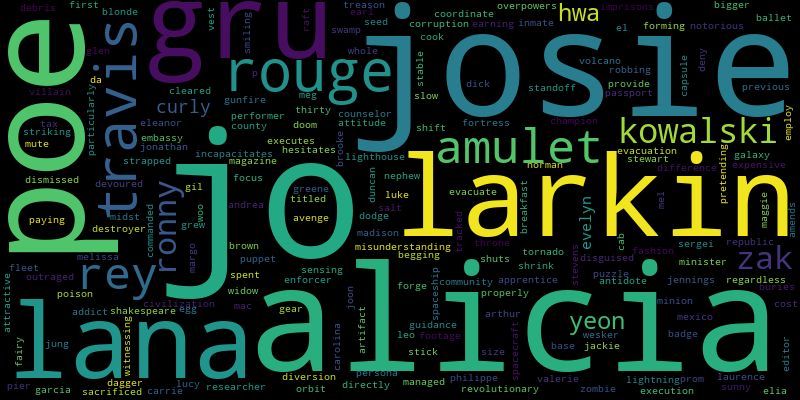 debris first blonde treason earl overpowers hwa imprisons bigger
vest smiling raft swamp seed corruption coordinate earning inmate el forming notorious ballet
gru josie
poe travis glen whole cook robbing volcano deny previous
villain da p stable dick standoff capsule provide passport
rouge
cleared meg slow
tax particularly curly gunfire thirty counselor
striking eleanor performer doom attitude shift fortress champion kowalski employ
mute embassy county executes brooke amulet evacuation
jonathan incapacitates hesitates lighthouse norman stewart galaxy
dismissed strapped magazine nephew difference expensive
devoured focus duncan luke evacuate breakfast pretending
gil jo larkin mel maggie
ronny greene titled salt
paying midst woo andrea avenge dodge tracked evelyn amends
destroyer commanded grew madison throne cab
brown misunderstanding tornado fashion sergei republic
melissa margo puppet sensing begging shuts shrink disguised minister zak
fleet outraged rey spent enforcer stevens puzzle jennings regardless
attractive poison widow joon forge spaceship community apprentice antidote buries
civilization properly minion cost
addict shakespeare egg mac gear artifact arthur yeon mexico
lana alicia
fairy jung witnessing carolina leo guidance footage spacecraft base wesker badge editor
stick size jackie
pier dagger lucy diversion persona managed philippe valerie lightning prom laurence
garcia sacrificed carrie researcher orbit directly revolutionary zombie execution sunny elia